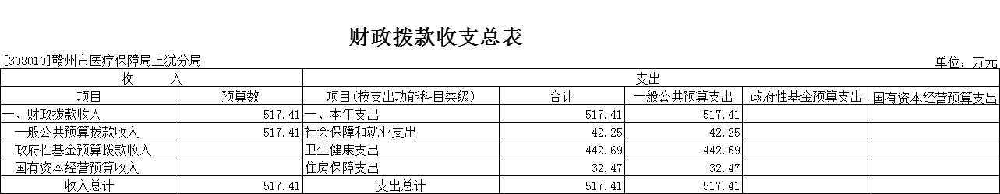 财政拨款收支总表
[308010]赣州市医疗保障局上犹分局 单位：万元
收 入 支出
项目 预算数 项目(按支出功能科目类级) 合计 一般公共预算支出 政府性基金预算支出 国有资本经营预算支出
一、财政拨款收入 517.41 一、本年支出 517.41 517.41
一般公共预算拨款收入 517.41 社会保障和就业支出 42.25 42.25
政府性基金预算拨款收入 卫生健康支出 442.69 442.69
国有资本经营预算收入 住房保障支出 32.47 32.47
收入总计 517.41 支出总计 517.41 517.41